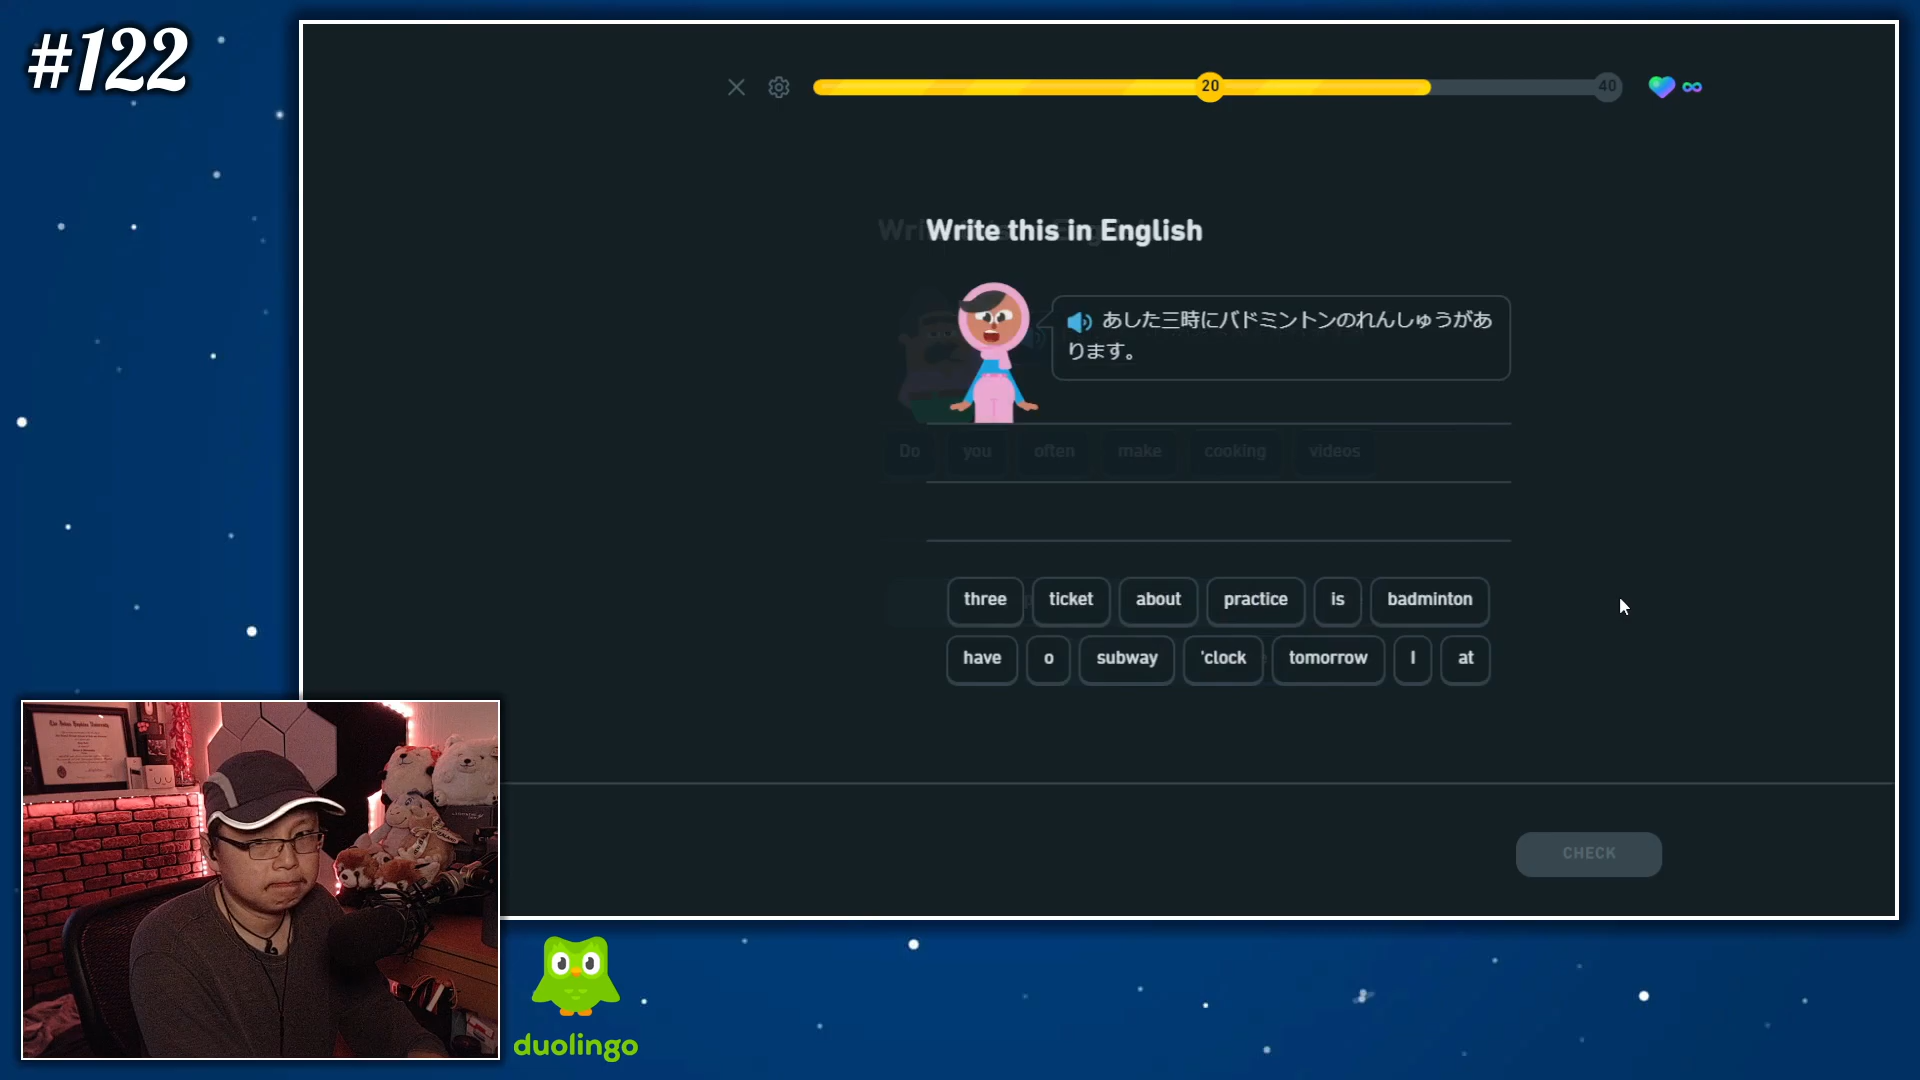 #122
20
40
Write this in English
あした三時にバドミントンのれんしゅうがあ
ります。
Do you often make cooking videos
three ticket about practice is badminton
have o subway 'clock tomorrow I at
CHECK
duolingo